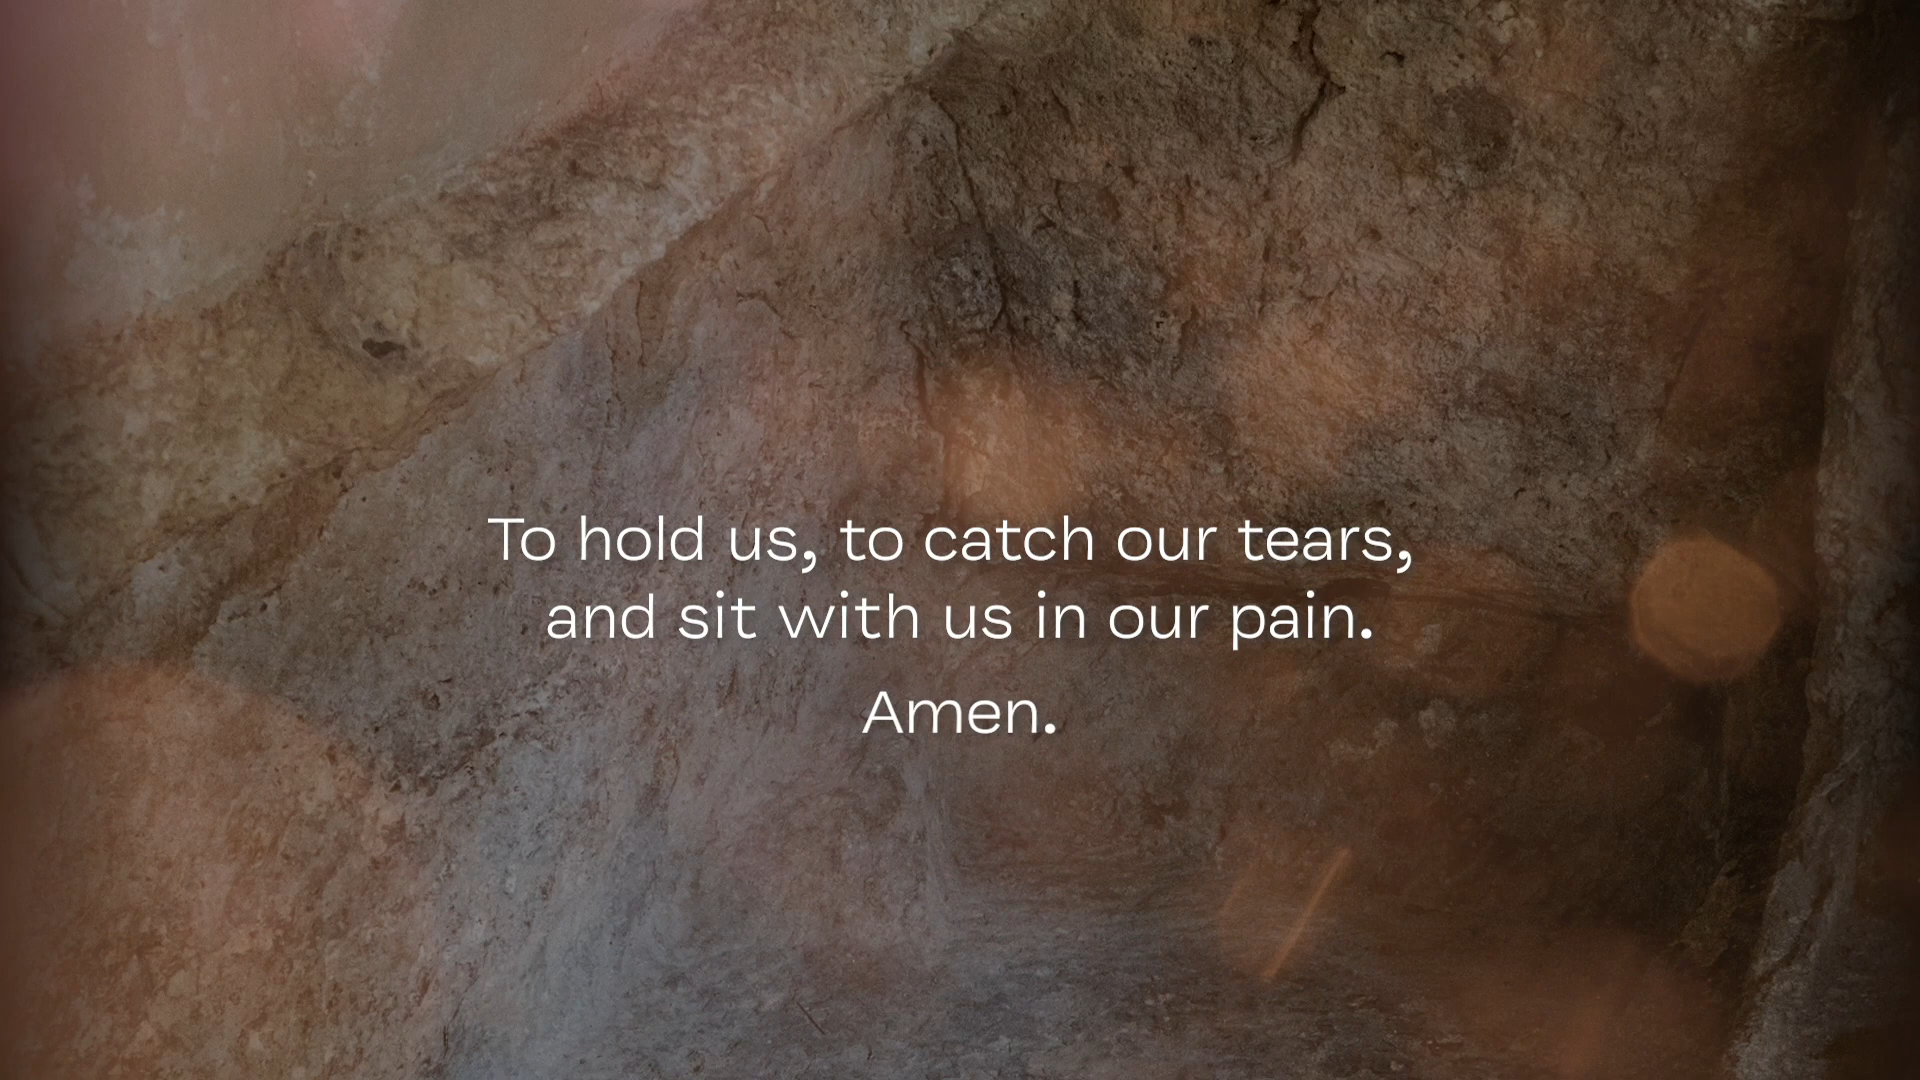 To hold us, to catch our tears,
and sit with us in our pain.
Amen.